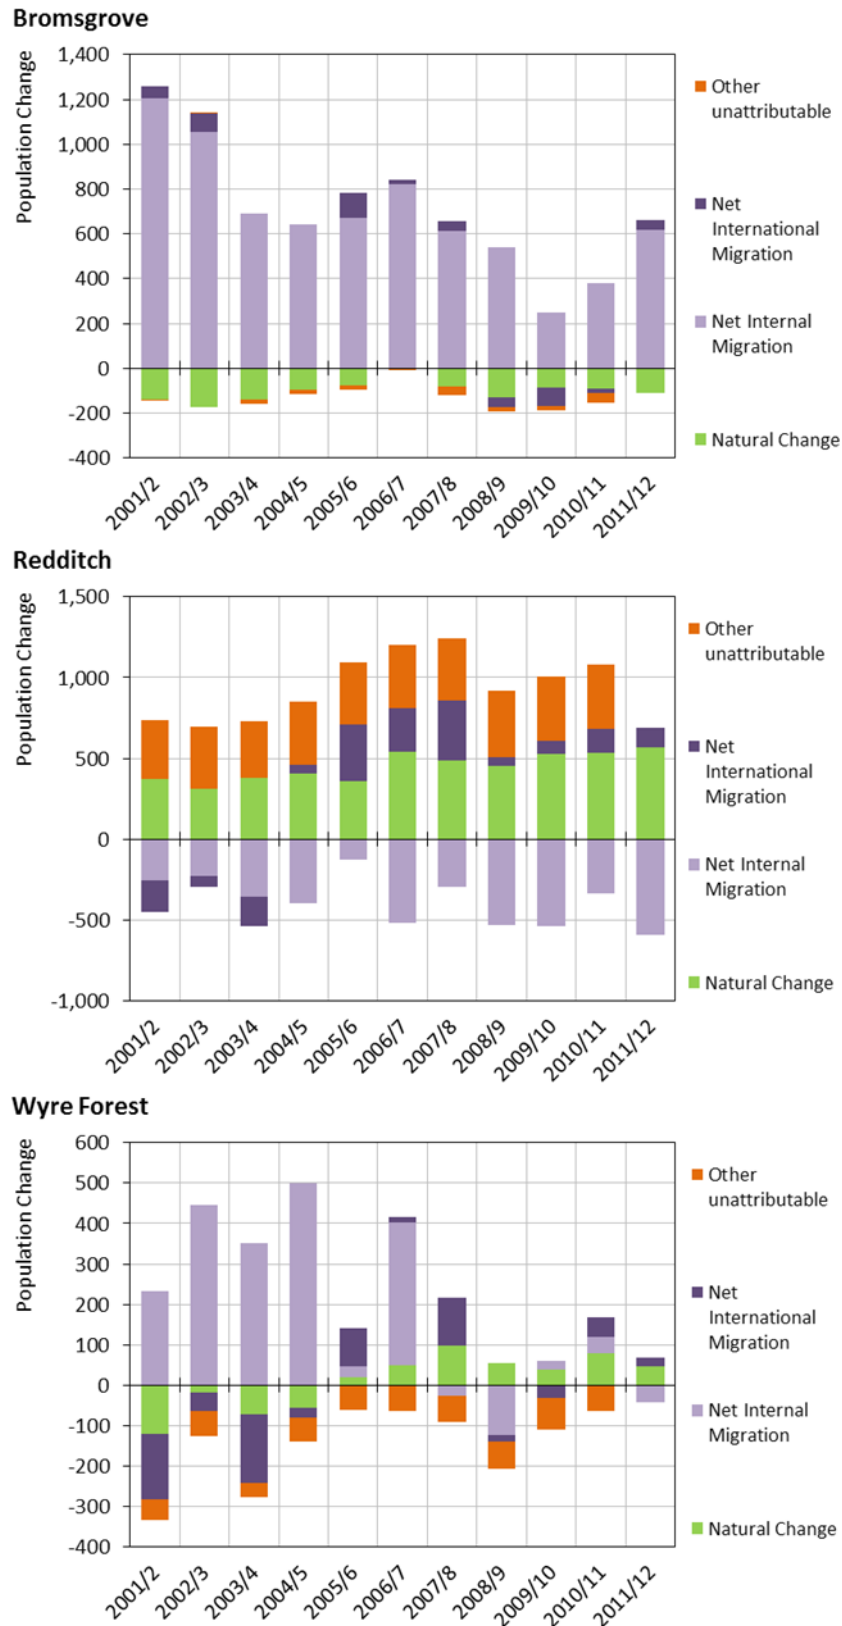 Bromsgrove
Population Change
1,400
1,200
1,000
800
600
400
200
0
-200
-400
2001/2
2002/3
2003/4
2004/5
2005/6
2006/7
2007/8
2008/9
2009/10
2010/11
2011/12
Other
unattributable
Net
International
Migration
Net Internal
Migration
Natural Change
Redditch
Population Change
1,500
1,000
500
0
-500
-1,000
2001/2
2002/3
2003/4
2004/5
2005/6
2006/7
2007/8
2008/9
2009/10
2010/11
2011/12
Other
unattributable
Net
International
Migration
Net Internal
Migration
Natural Change
Wyre Forest
Population Change
600
500
400
300
200
100
0
-100
-200
-300
-400
2001/2
2002/3
2003/4
2004/5
2005/6
2006/7
2007/8
2008/9
2009/10
2010/11
2011/12
Other
unattributable
Net
International
Migration
Net Internal
Migration
Natural Change